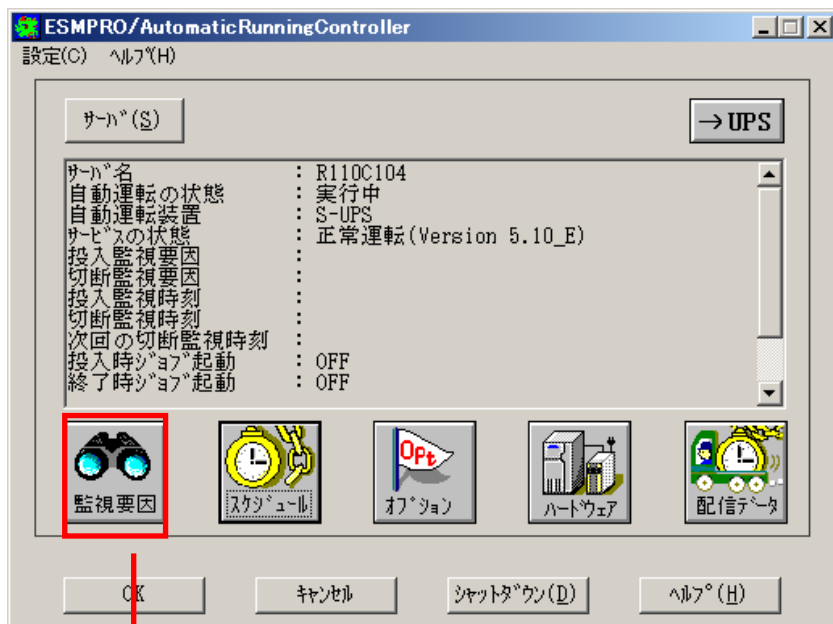 ESMPRO/AutomaticRunningController
設定(C) ﾍﾙﾌﾟ(H)
ｻｰﾊﾞ(S)
→UPS
ｻｰﾊﾞ名 : R110C104
自動運転の状態 : 実行中
自動運転装置 : S-UPS
ｻｰﾋﾞｽの状態 : 正常運転(Version 5.10_E)
投入監視要因 :
切断監視要因 :
投入監視時刻 :
切断監視時刻 :
次回の切断監視時刻 :
投入時ｼﾞｮﾌﾞ起動 : OFF
終了時ｼﾞｮﾌﾞ起動 : OFF
監視要因
ｽｹｼﾞｭｰﾙ
Opt
ｵﾌﾟｼｮﾝ
ﾊｰﾄﾞｳｪｱ
配信ﾃﾞｰﾀ
OK
ｷｬﾝｾﾙ
ｼｬｯﾄﾀﾞｳﾝ(D)
ﾍﾙﾌﾟ(H)